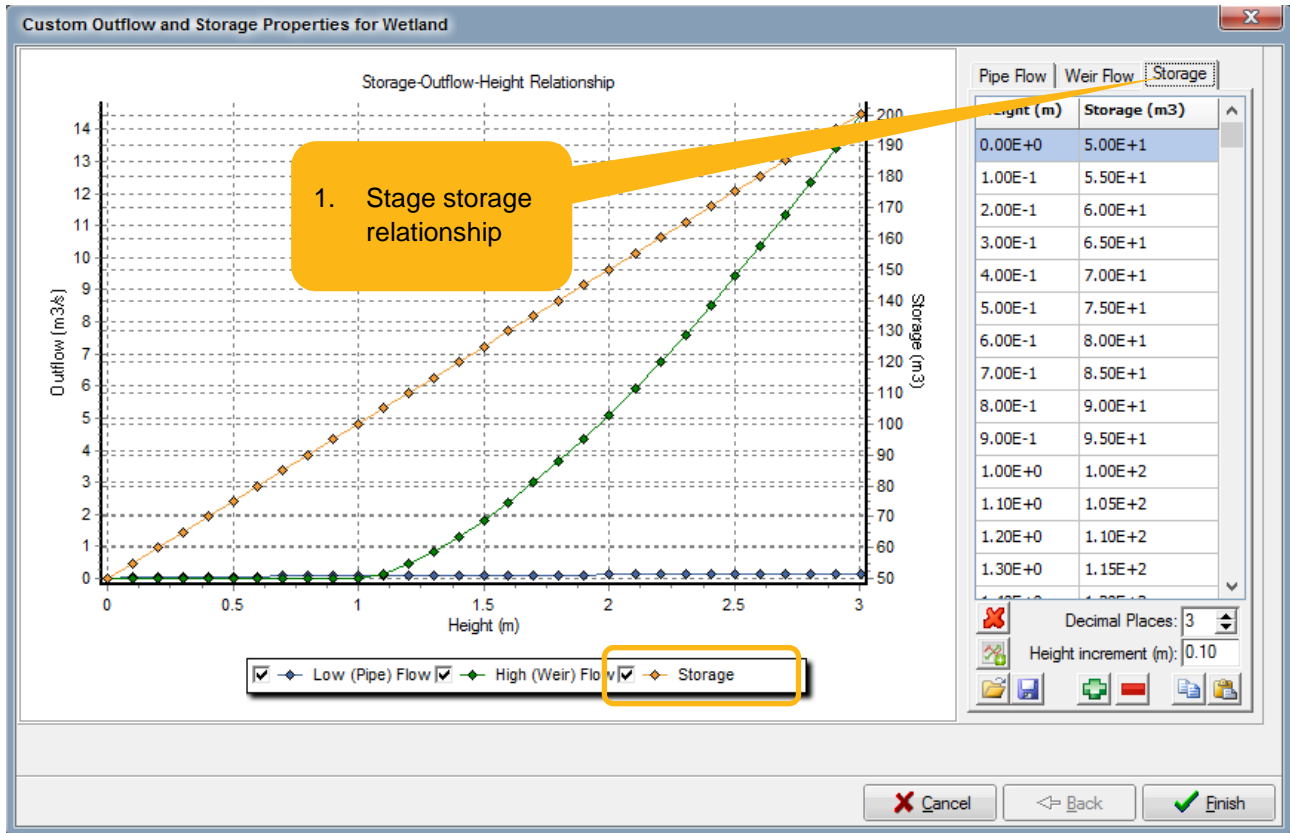 Custom Outflow and Storage Properties for Wetland
Storage-Outflow-Height Relationship
14
13
12
11
10
9
8
7
6
5
4
3
2
1
0
Outflow (m3/s)
0
0.5
1
1.5
2
2.5
3
Height (m)
200
190
180
170
160
150
140
130
120
110
100
90
80
70
60
50
Storage (m3)
1. Stage storage
relationship
Low (Pipe) Flow
High (Weir) Flow
Storage
Pipe Flow Weir Flow Storage
Height (m) Storage (m3)
0.00E+0 5.00E+1
1.00E-1 5.50E+1
2.00E-1 6.00E+1
3.00E-1 6.50E+1
4.00E-1 7.00E+1
5.00E-1 7.50E+1
6.00E-1 8.00E+1
7.00E-1 8.50E+1
8.00E-1 9.00E+1
9.00E-1 9.50E+1
1.00E+0 1.00E+2
1.10E+0 1.05E+2
1.20E+0 1.10E+2
1.30E+0 1.15E+2
Decimal Places: 3
Height increment (m): 0.10
Cancel
Back
Finish